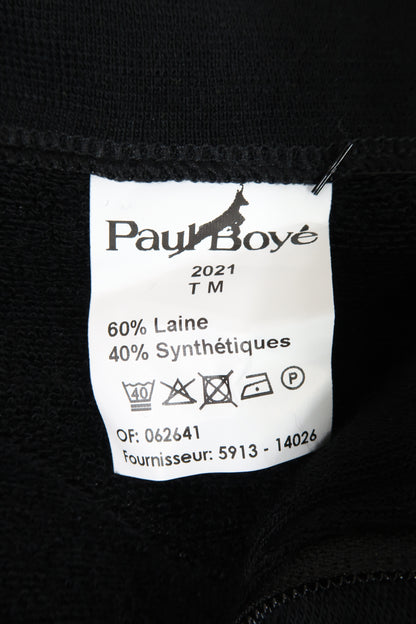 Paul Boyé
2021
T M
60% Laine
40% Synthétiques
40 P
OF: 062641
Fournisseur: 5913 - 14026